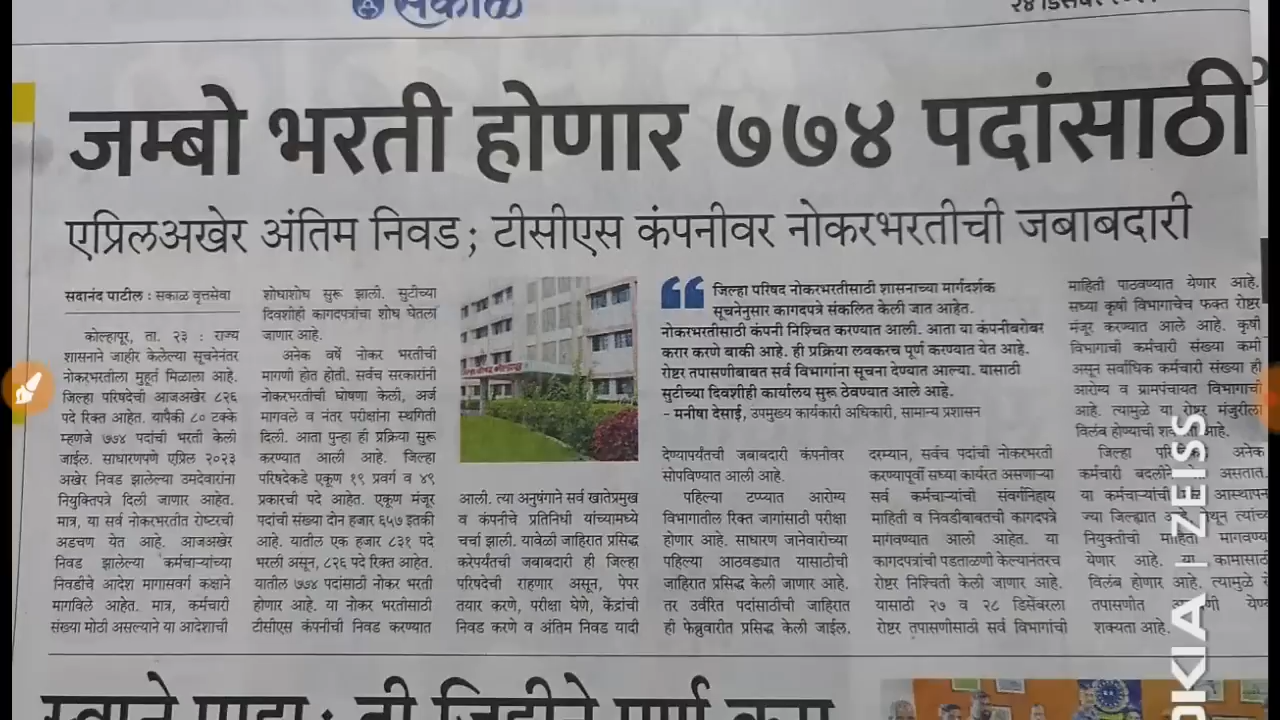 सकाळ
जम्बो भरती होणार ७७४ पदांसाठी
एप्रिलअखेर अंतिम निवड; टीसीएस कंपनीवर नोकरभरतीची जबाबदारी
सदानंद पाटील : सकाळ वृत्तसेवा
कोल्हापूर, ता. २३ : राज्य
शासनाने जाहीर केलेल्या सूचनेनंतर
नोकरभरतीला मुहूर्त मिळाला आहे.
जिल्हा परिषदेची आजअखेर ८२६
पदे रिक्त आहेत. यापैकी ८० टक्के
म्हणजे ७७४ पदांची भरती केली
जाईल. साधारणपणे एप्रिल २०२३
अखेर निवड झालेल्या उमदेवारांना
नियुक्तिपत्रे दिली जाणार आहेत.
मात्र, या सर्व नोकरभरतीत रोष्टरची
अडचण येत आहे. आजअखेर
निवड झालेल्या कर्मचाऱ्यांच्या
निवडीचे आदेश मागासवर्ग कक्षाने
मागविले आहेत. मात्र, कर्मचारी
संख्या मोठी असल्याने या आदेशाची
शोधाशोध सुरू झाली. सुटीच्या
दिवशीही कागदपत्रांचा शोध घेतला
जाणार आहे.
अनेक वर्षे नोकर भरतीची
मागणी होत होती. सर्वच सरकारांनी
नोकरभरतीची घोषणा केली, अर्ज
मागवले व नंतर परीक्षांना स्थगिती
दिली. आता पुन्हा ही प्रक्रिया सुरू
करण्यात आली आहे. जिल्हा
परिषदेकडे एकूण १९ प्रवर्ग व ४९
प्रकारची पदे आहेत. एकूण मंजूर
पदांची संख्या दोन हजार ६५७ इतकी
आहे. यातील एक हजार ८३१ पदे
भरली असून, ८२६ पदे रिक्त आहेत.
यातील ७७४ पदांसाठी नोकर भरती
होणार आहे. या नोकर भरतीसाठी
टीसीएस कंपनीची निवड करण्यात
आली. त्या अनुषंगाने सर्व खातेप्रमुख
व कंपनीचे प्रतिनिधी यांच्यामध्ये
चर्चा झाली. यावेळी जाहिरात प्रसिद्ध
करेपर्यंतची जबाबदारी ही जिल्हा
परिषदेची राहणार असून, पेपर
तयार करणे, परीक्षा घेणे, केंद्रांची
निवड करणे व अंतिम निवड यादी
जिल्हा परिषद नोकरभरतीसाठी शासनाच्या मार्गदर्शक
सूचनेनुसार कागदपत्रे संकलित केली जात आहेत.
नोकरभरतीसाठी कंपनी निश्‍चित करण्यात आली. आता या कंपनीबरोबर
करार करणे बाकी आहे. ही प्रक्रिया लवकरच पूर्ण करण्यात येत आहे.
रोष्टर तपासणीबाबत सर्व विभागांना सूचना देण्यात आल्या. यासाठी
सुटीच्या दिवशीही कार्यालय सुरू ठेवण्यात आले आहे.
- मनीषा देसाई, उपमुख्य कार्यकारी अधिकारी, सामान्य प्रशासन
देण्यापर्यंतची जबाबदारी कंपनीवर
सोपविण्यात आली आहे.
पहिल्या टप्प्यात आरोग्य
विभागातील रिक्त जागांसाठी परीक्षा
होणार आहे. साधारण जानेवारीच्या
पहिल्या आठवड्यात यासाठीची
जाहिरात प्रसिद्ध केली जाणार आहे.
तर उर्वरित पदांसाठीची जाहिरात
ही फेब्रुवारीत प्रसिद्ध केली जाईल.
दरम्यान, सर्वच पदांची नोकरभरती
करण्यापूर्वी सध्या कार्यरत असणाऱ्या
सर्व कर्मचाऱ्यांची संवर्गनिहाय
माहिती व निवडीबाबतची कागदपत्रे
मागवण्यात आली आहेत. या
कागदपत्रांची पडताळणी केल्यानंतरच
रोष्टर निश्‍चिती केली जाणार आहे.
यासाठी २७ व २८ डिसेंबरला
रोष्टर तपासणीसाठी सर्व विभागांची
माहिती पाठवण्यात येणार आहे.
सध्या कृषी विभागाचेच फक्त रोष्टर
मंजूर करण्यात आले आहे. कृषी
विभागाची कर्मचारी संख्या कमी
असून सर्वाधिक कर्मचारी संख्या ही
आरोग्य व ग्रामपंचायत विभागाची
आहे. त्यामुळे या रोष्टर मंजुरीला
विलंब होण्याची आहे.
जिल्हा अनेक
कर्मचारी बदलीने असतात.
या कर्मचाऱ्यांची आस्थापन
ज्या जिल्ह्यात त्यांच्य
नियुक्तीची माहिती मागवण्य
येणार आहे. या कामासाठी
विलंब होणार आहे. त्यामुळे
तपासणीत
शक्यता आहे.
NOKIA | ZEISS